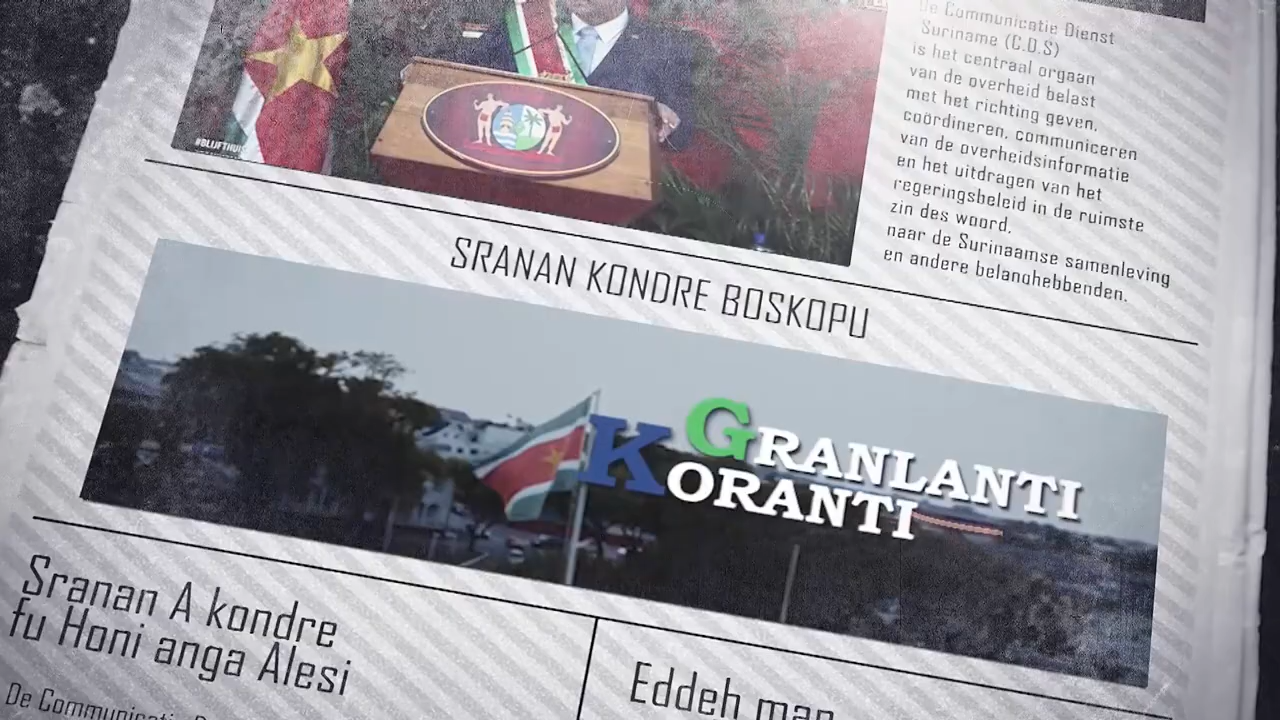 De Communicatie Dienst
Suriname (C.D.S)
is het centraal orgaan
van de overheid belast
met het richting geven,
coördineren, communiceren
van de overheidsinformatie
en het uitdragen van het
regeringsbeleid in de ruimste
zin des woord.
naar de Surinaamse samenleving
en andere belanghebbenden.
#BLIJFTHUIS
SRANAN KONDRE BOSKOPU
GRANLANTI
KORANTI
Sranan A kondre
fu Honi anga Alesi
Eddeh man
De